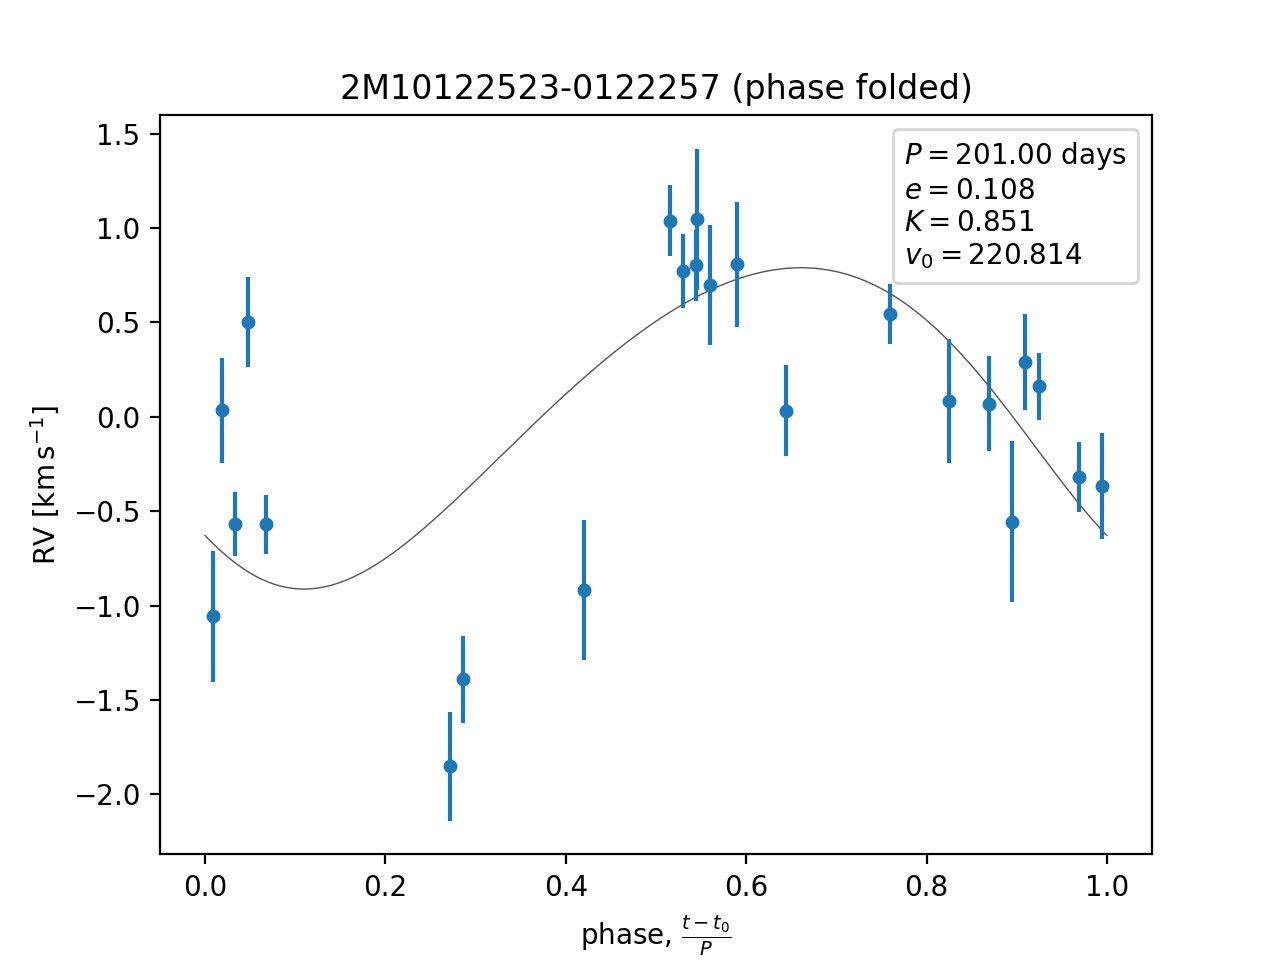 2M10122523-0122257 (phase folded)
P = 201.00 days
e = 0.108
K = 0.851
v₀ = 220.814
RV [km s⁻¹]
1.5
1.0
0.5
0.0
−0.5
−1.0
−1.5
−2.0
0.0 0.2 0.4 0.6 0.8 1.0
phase, (t − t₀)/P